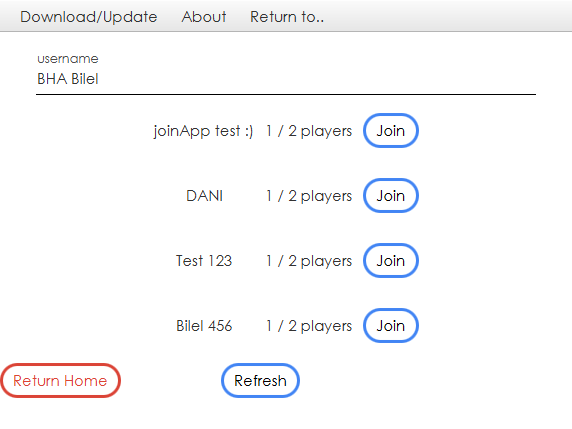 Download/Update About Return to..
username
BHA Bilel
joinApp test :) 1 / 2 players Join
DANI 1 / 2 players Join
Test 123 1 / 2 players Join
Bilel 456 1 / 2 players Join
Return Home Refresh